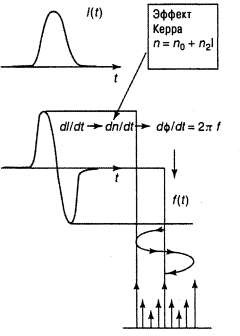 I(t)
Эффект
Керра
n = n₀ + n₂I
t
dI/dt → dn/dt → dϕ/dt = 2π f
t
f(t)